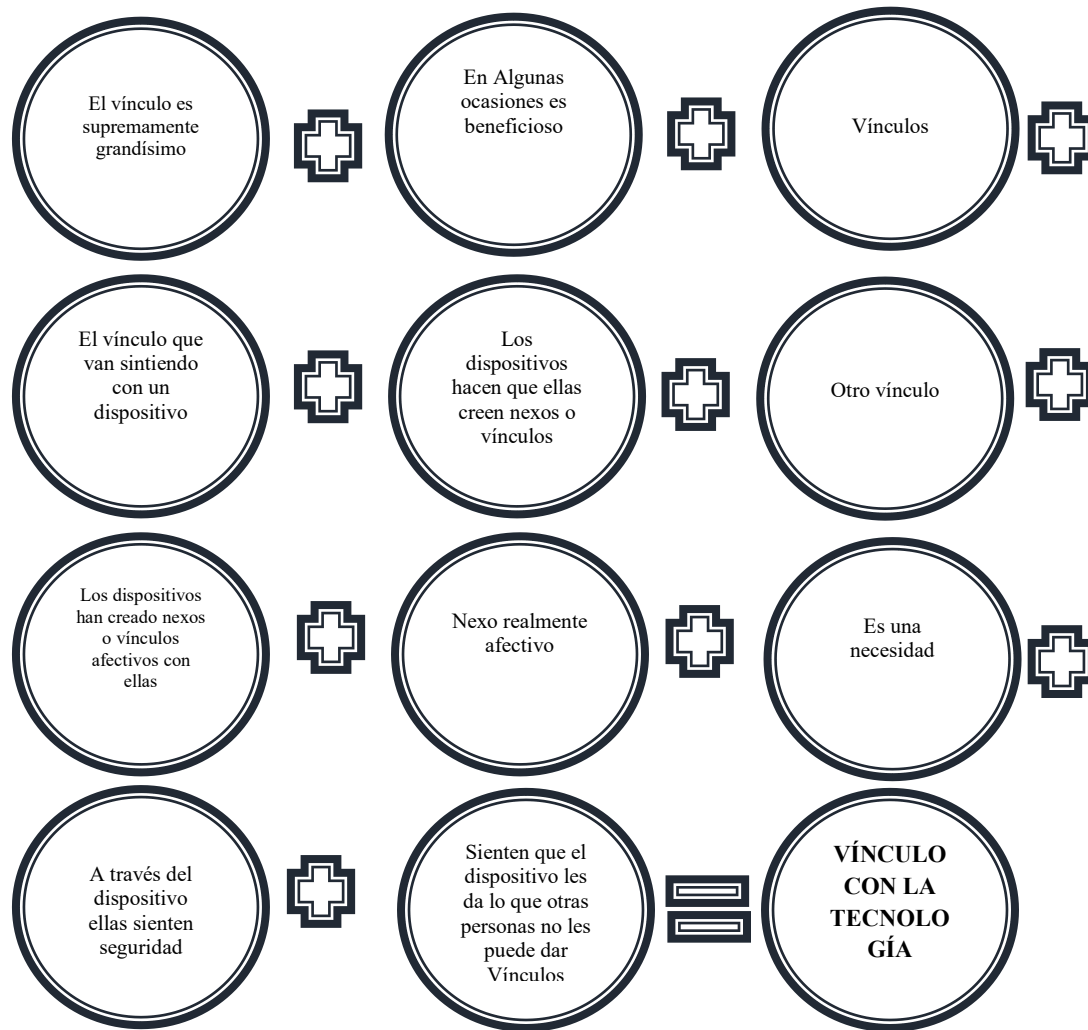 El vínculo es
supremamente
grandísimo
En Algunas
ocasiones es
beneficioso
Vínculos
El vínculo que
van sintiendo
con un
dispositivo
Los
dispositivos
hacen que ellas
creen nexos o
vínculos
Otro vínculo
Los dispositivos
han creado nexos
o vínculos
afectivos con
ellas
Nexo realmente
afectivo
Es una
necesidad
A través del
dispositivo
ellas sienten
seguridad
Sienten que el
dispositivo les
da lo que otras
personas no les
puede dar
Vínculos
VÍNCULO
CON LA
TECNOLO
GÍA